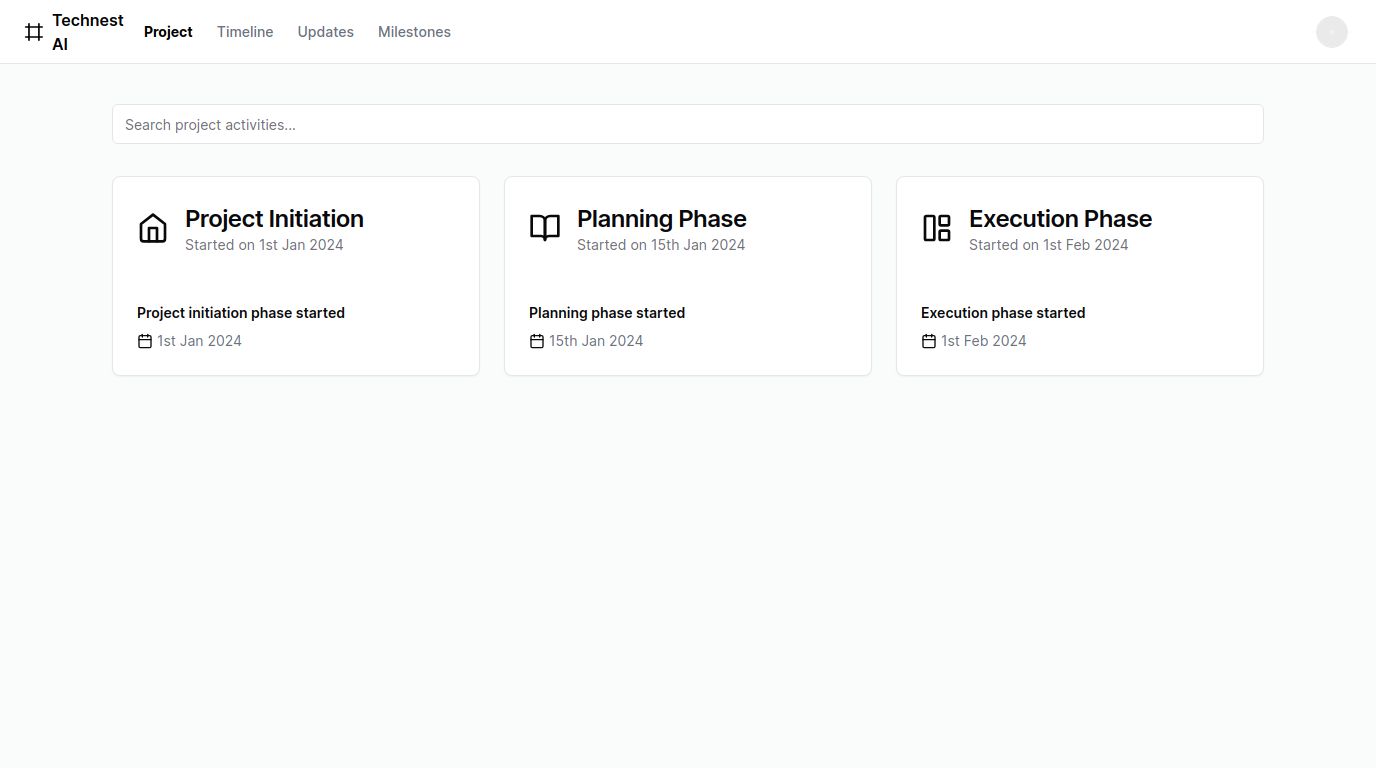 Technest
AI
Project
Timeline
Updates
Milestones
Search project activities...
Project Initiation
Started on 1st Jan 2024
Project initiation phase started
1st Jan 2024
Planning Phase
Started on 15th Jan 2024
Planning phase started
15th Jan 2024
Execution Phase
Started on 1st Feb 2024
Execution phase started
1st Feb 2024